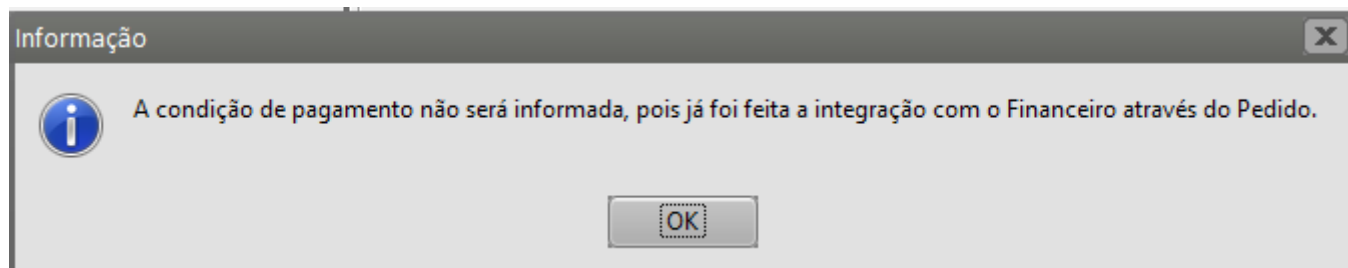 Informação
A condição de pagamento não será informada, pois já foi feita a integração com o Financeiro através do Pedido.
OK